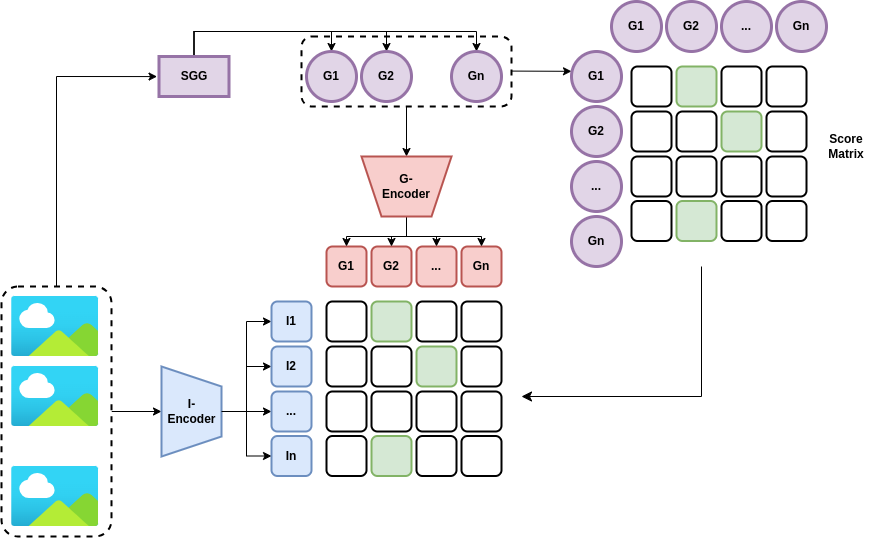 G1 G2 ... Gn
SGG
G1 G2 Gn
G1
G2
...
Gn
Score
Matrix
G-
Encoder
G1 G2 ... Gn
I-
Encoder
I1
I2
...
In